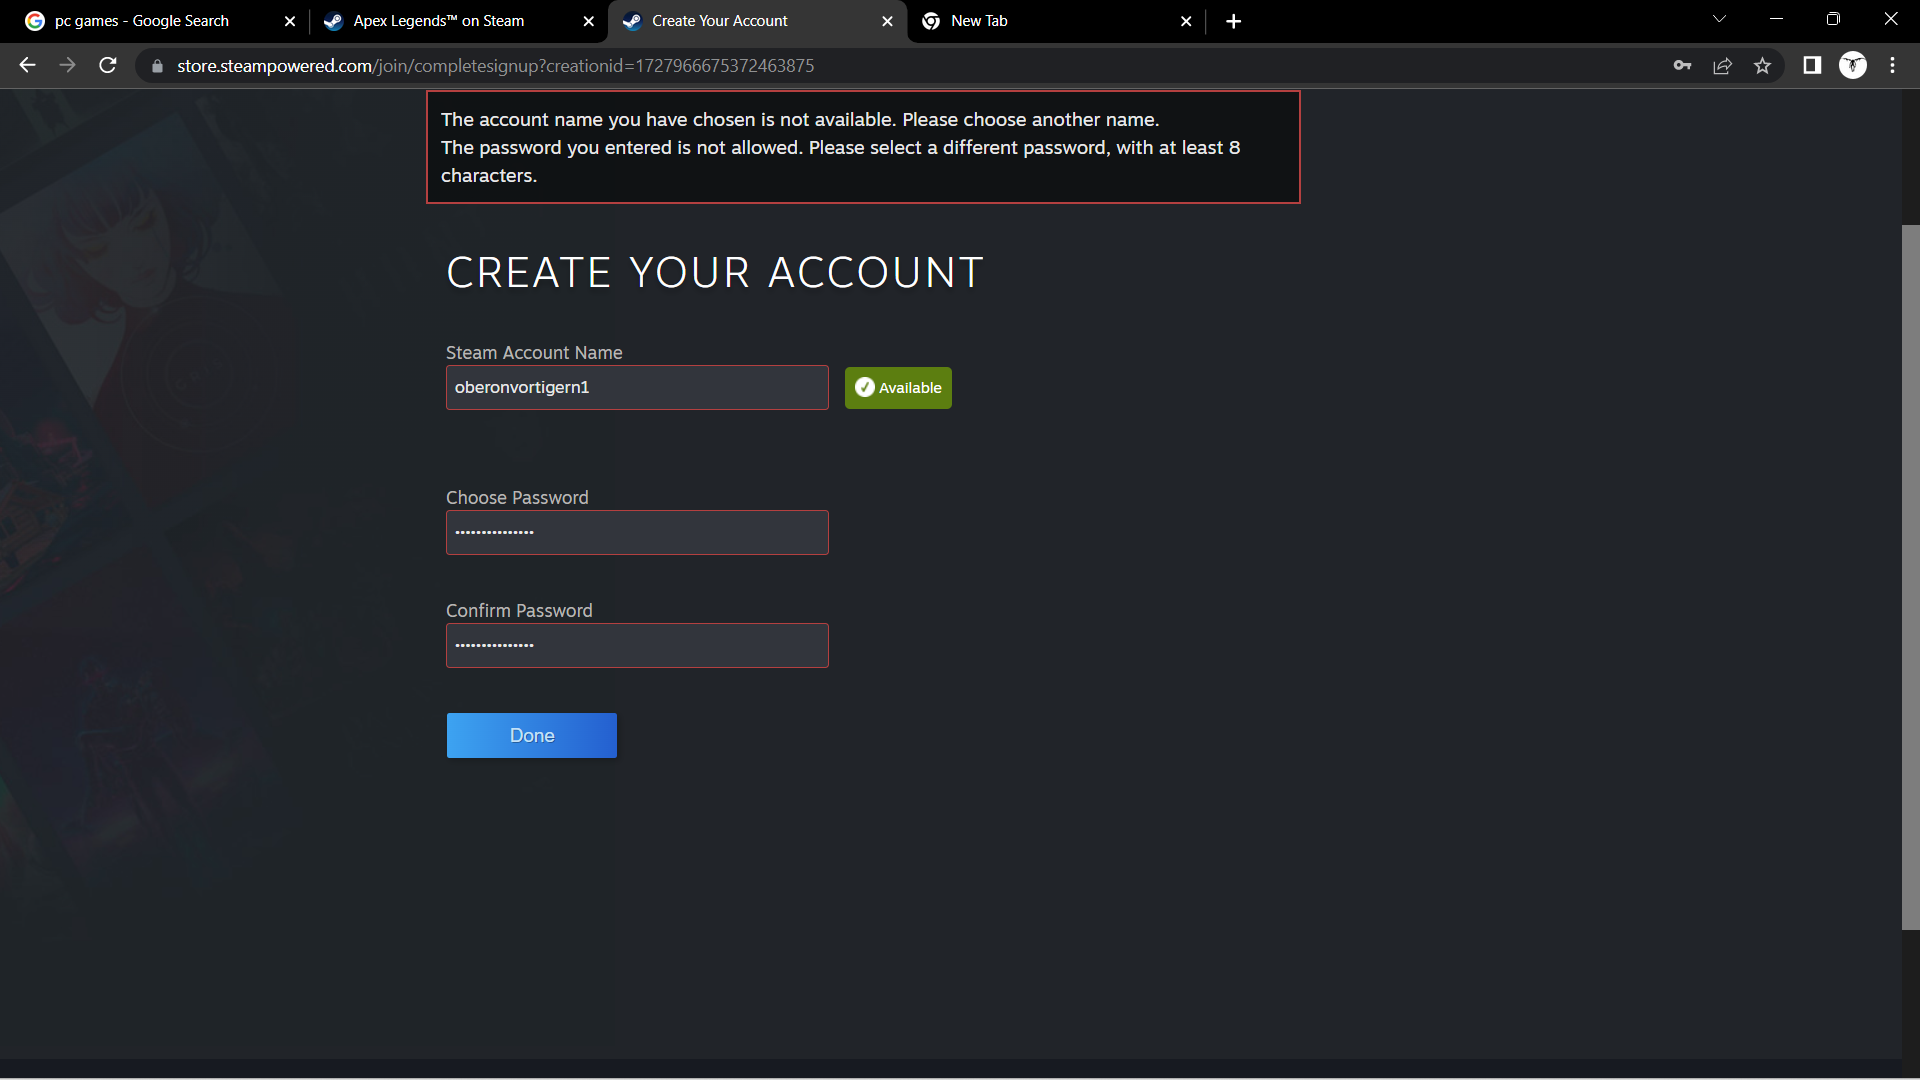 pc games - Google Search
Apex Legends™ on Steam
Create Your Account
New Tab
store.steampowered.com/join/completesignup?creationid=1727966675372463875
The account name you have chosen is not available. Please choose another name.
The password you entered is not allowed. Please select a different password, with at least 8
characters.
CREATE YOUR ACCOUNT
Steam Account Name
oberonvortigern1
Available
Choose Password
•••••••••••••••
Confirm Password
•••••••••••••••
Done